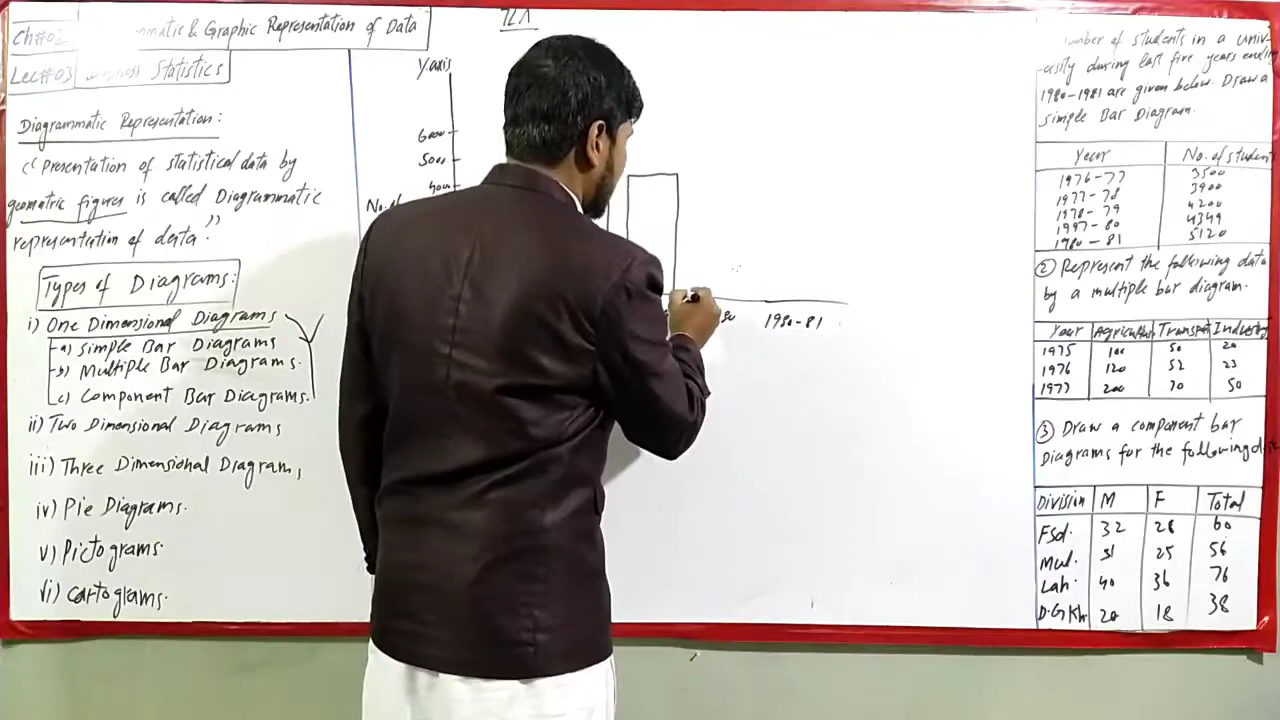 Ch#02
matic & Graphic Representation of Data
Lec#03
Statistics
Diagrammatic Representation:
"Presentation of statistical data by
geomatric figures is called Diagrammatic
representation of data."
Types of Diagrams:
i) One Dimensional Diagrams
a) Simple Bar Diagrams
b) Multiple Bar Diagrams.
c) Component Bar Diagrams.
ii) Two Dimensional Diagrams
iii) Three Dimensional Diagrams
iv) Pie Diagrams.
v) Pictograms.
vi) Cartograms.
Y axis
6000
5000
4000
No. of
80
1980-81
umber of students in a univ-
ersity during last five years ending
1980-1981 are given below. Draw a
Simple Bar Diagram.
Year No. of student
1976-77 3500
1977-78 3900
1978-79 4200
1997-80 4349
1980-81 5120
② Represent the following data
by a multiple bar diagram.
Year Agriculture Transport Industry
1975 100 50 20
1976 120 52 23
1977 200 70 50
③ Draw a component bar
Diagrams for the following
Division M F Total
Fsd. 32 28 60
Mul. 31 25 56
Lah. 40 36 76
D.G Kh 20 18 38